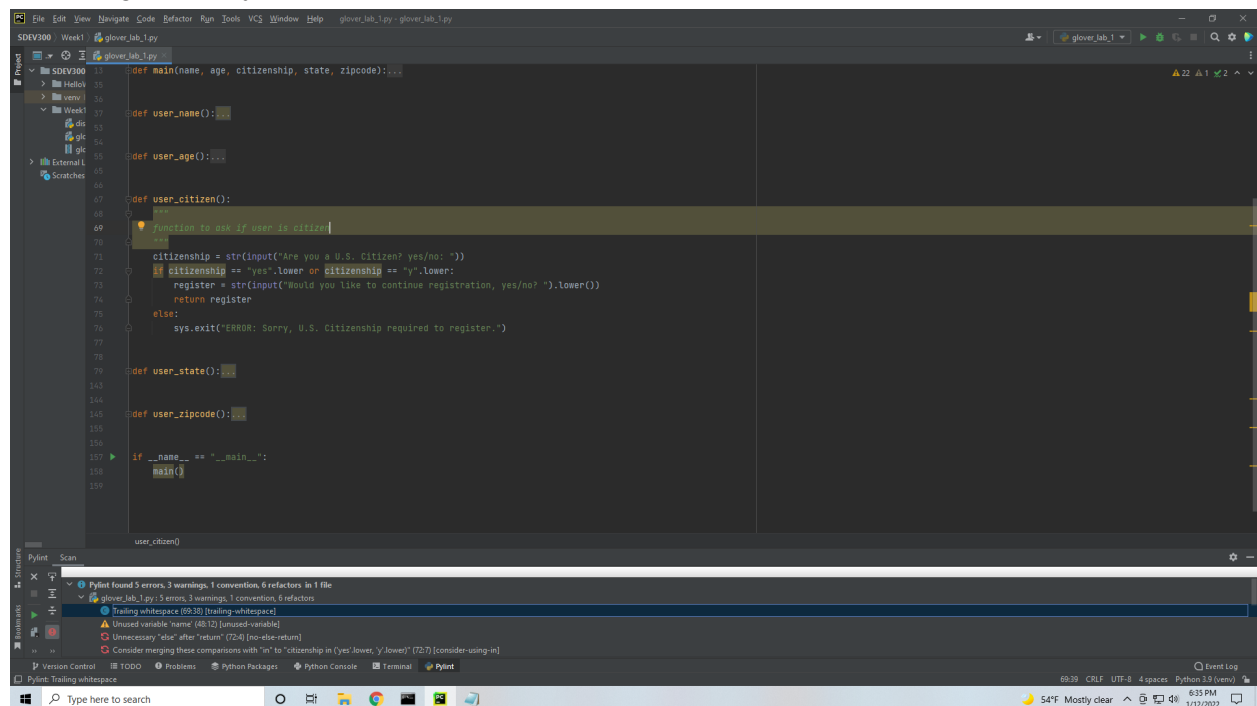 File Edit View Navigate Code Refactor Run Tools VCS Window Help glover_lab_1.py - glover_lab_1.py
SDEV300 Week1 glover_lab_1.py glover_lab_1
Project glover_lab_1.py
SDEV300 13 def main(name, age, citizenship, state, zipcode):... 22 1 2
35
venv 36
Week1 37 def user_name():...
dis 53
glc 54
glc 55 def user_age():...
External L 65
Scratches 66
67 def user_citizen():
68 """
69 function to ask if user is citizen
70 """
71 citizenship = str(input("Are you a U.S. Citizen? yes/no: "))
72 if citizenship == "yes".lower or citizenship == "y".lower:
73 register = str(input("Would you like to continue registration, yes/no? ").lower())
74 return register
75 else:
76 sys.exit("ERROR: Sorry, U.S. Citizenship required to register.")
77
78
79 def user_state():...
143
144
145 def user_zipcode():...
155
156
157 if __name__ == "__main__":
158 main()
159
user_citizen()
Structure
Bookmarks
Pylint Scan
Pylint found 5 errors, 3 warnings, 1 convention, 6 refactors in 1 file
glover_lab_1.py : 5 errors, 3 warnings, 1 convention, 6 refactors
Trailing whitespace (69:38) [trailing-whitespace]
Unused variable 'name' (48:12) [unused-variable]
Unnecessary "else" after "return" (72:4) [no-else-return]
Consider merging these comparisons with "in" to "citizenship in ('yes'.lower, 'y'.lower)" (72:7) [consider-using-in]
Version Control TODO Problems Python Packages Python Console Terminal Pylint Event Log
Pylint: Trailing whitespace 69:39 CRLF UTF-8 4 spaces Python 3.9 (venv)
Type here to search 54°F Mostly clear 6:35 PM
1/12/2022